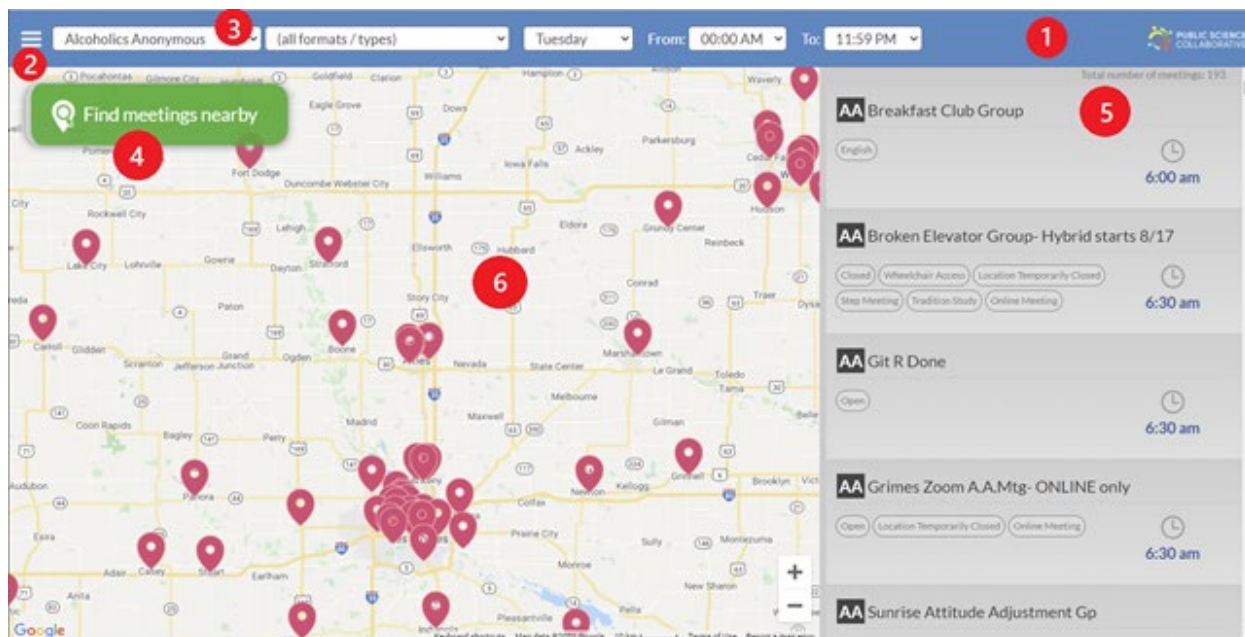 3
Alcoholics Anonymous
(all formats / types)
Tuesday
From: 00:00 AM
To: 11:59 PM
1
PUBLIC SCIENCE
COLLABORATIVE
2
Find meetings nearby
4
Total number of meetings: 193
5
AA Breakfast Club Group
English
6:00 am
AA Broken Elevator Group- Hybrid starts 8/17
Closed
Wheelchair Access
Location Temporarily Closed
Step Meeting
Tradition Study
Online Meeting
6:30 am
AA Git R Done
Open
6:30 am
AA Grimes Zoom A.A.Mtg- ONLINE only
Open
Location Temporarily Closed
Online Meeting
6:30 am
AA Sunrise Attitude Adjustment Gp
6
Pocahontas
Goldfield
Clarion
Hampton
Waverly
Eagle Grove
Dows
Parkersburg
Ackley
Iowa Falls
Fort Dodge
Duncombe
Webster City
Williams
Hudson
Rockwell City
Lehigh
Eldora
Grundy Center
Reinbeck
Lake City
Lohrville
Gowrie
Dayton
Stratford
Ellsworth
Hubbard
Conrad
Traer
Paton
Story City
Carroll
Glidden
Scranton
Jefferson
Grand
Junction
Ogden
Boone
Ames
Nevada
State Center
Le Grand
Toledo
Tama
Melbourne
Coon Rapids
Bagley
Perry
Madrid
Maxwell
Gilman
Audubon
Panora
Newton
Kellogg
Grinnell
Brooklyn
Colfax
Prairie City
Exira
Sully
Montezuma
Adair
Casey
Stuart
Earlham
Monroe
New Sharon
Anita
Pleasantville
Pella
+
−
Google
Keyboard shortcuts
Terms of Use